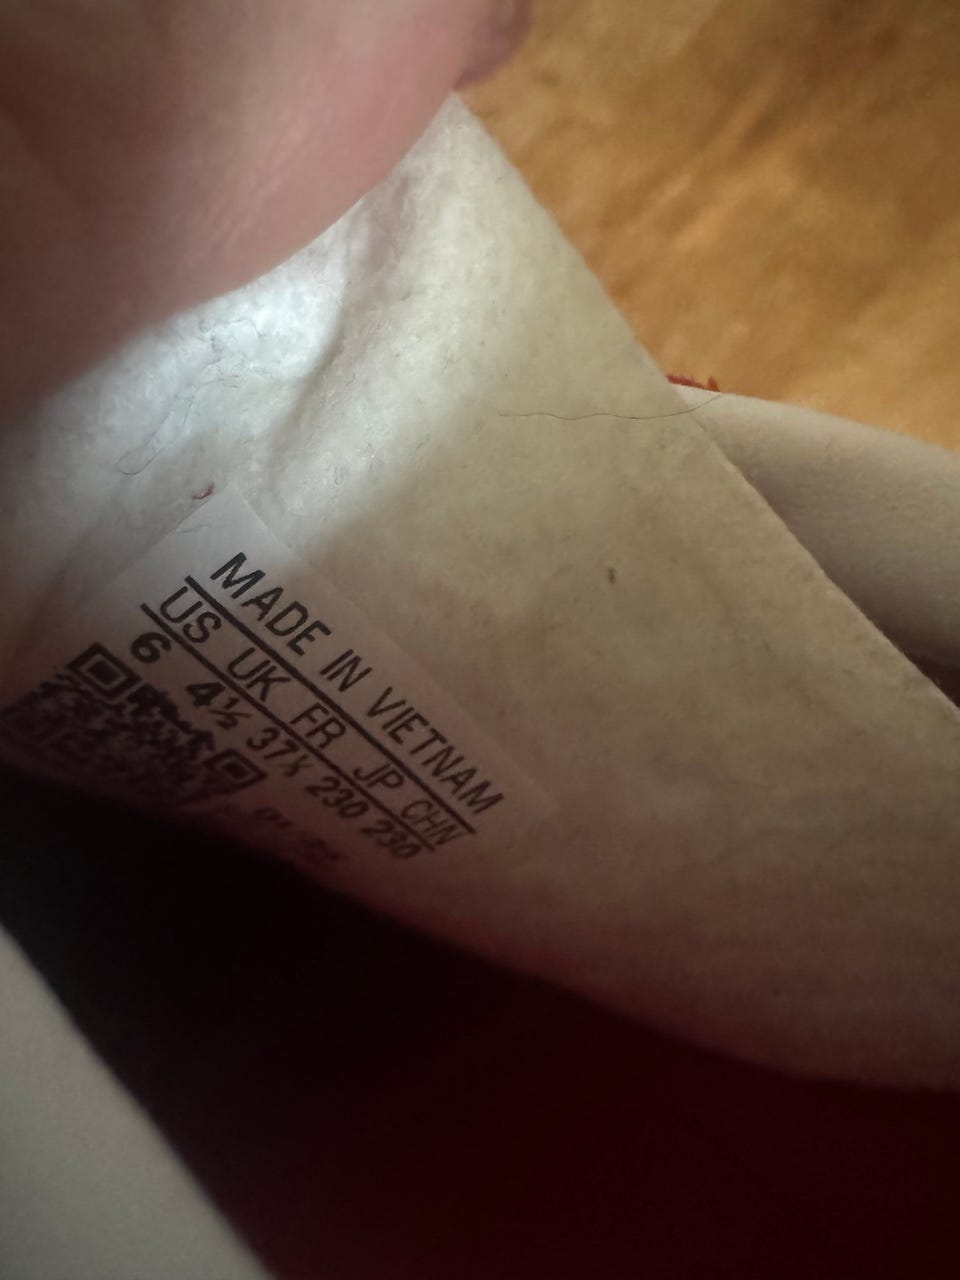 MADE IN VIETNAM
US UK FR JP CHN
6 4½ 37⅓ 230 230